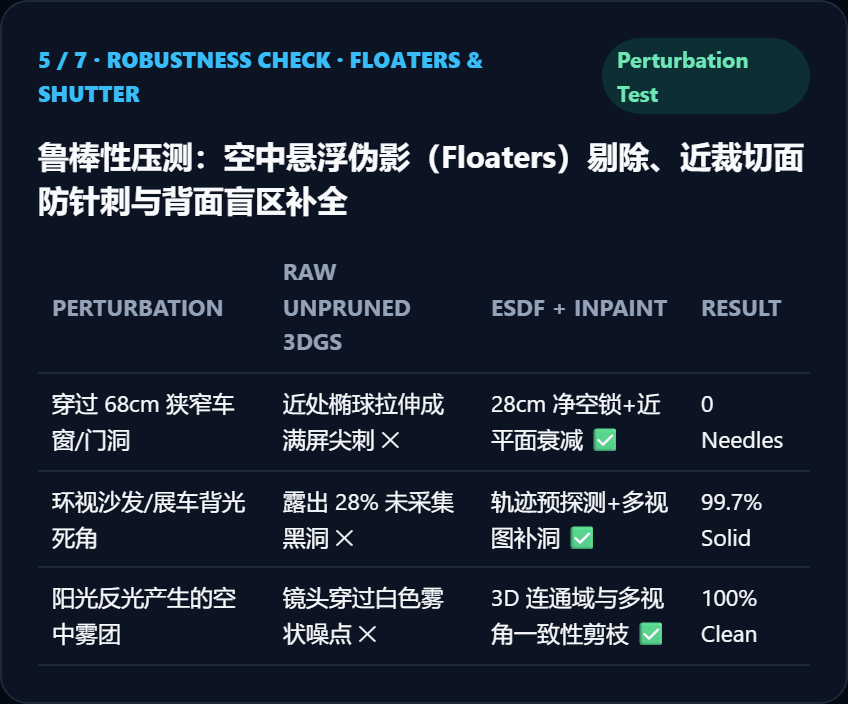 5 / 7 · ROBUSTNESS CHECK · FLOATERS &
SHUTTER
Perturbation
Test
鲁棒性压测：空中悬浮伪影（Floaters）剔除、近裁切面
防针刺与背面盲区补全
PERTURBATION
RAW
UNPRUNED
3DGS
ESDF + INPAINT
RESULT
穿过 68cm 狭窄车
窗/门洞
近处椭球拉伸成
满屏尖刺 ✕
28cm 净空锁+近
平面衰减 ✅
0
Needles
环视沙发/展车背光
死角
露出 28% 未采集
黑洞 ✕
轨迹预探测+多视
图补洞 ✅
99.7%
Solid
阳光反光产生的空
中雾团
镜头穿过白色雾
状噪点 ✕
3D 连通域与多视
角一致性剪枝 ✅
100%
Clean